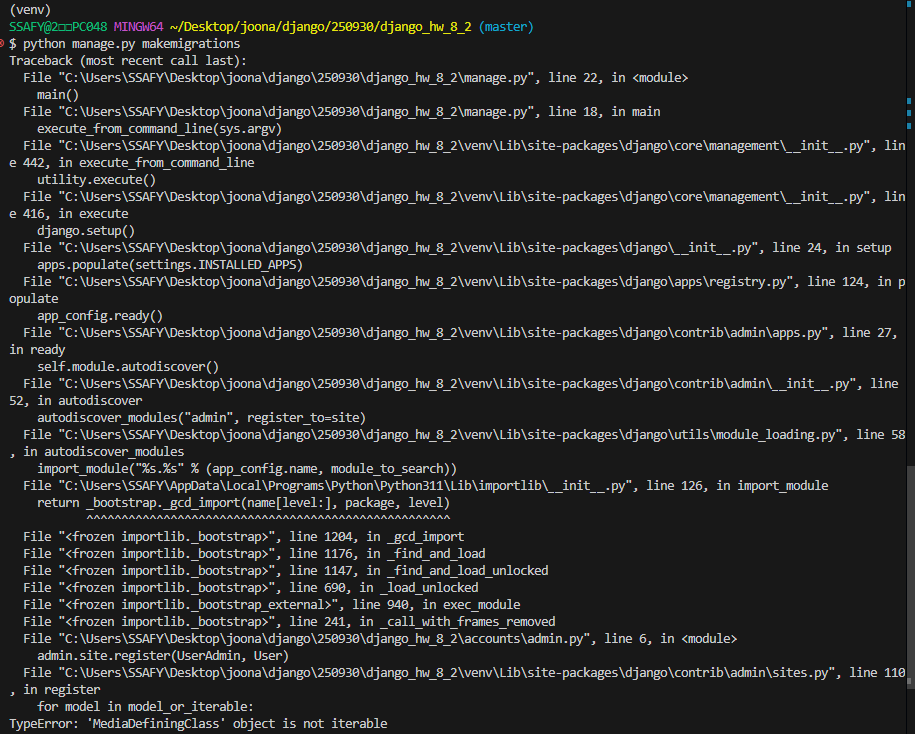 (venv)
SSAFY@2□□PC048 MINGW64 ~/Desktop/joona/django/250930/django_hw_8_2 (master)
$ python manage.py makemigrations
Traceback (most recent call last):
  File "C:\Users\SSAFY\Desktop\joona\django\250930\django_hw_8_2\manage.py", line 22, in <module>
    main()
  File "C:\Users\SSAFY\Desktop\joona\django\250930\django_hw_8_2\manage.py", line 18, in main
    execute_from_command_line(sys.argv)
  File "C:\Users\SSAFY\Desktop\joona\django\250930\django_hw_8_2\venv\Lib\site-packages\django\core\management\__init__.py", lin
e 442, in execute_from_command_line
    utility.execute()
  File "C:\Users\SSAFY\Desktop\joona\django\250930\django_hw_8_2\venv\Lib\site-packages\django\core\management\__init__.py", lin
e 416, in execute
    django.setup()
  File "C:\Users\SSAFY\Desktop\joona\django\250930\django_hw_8_2\venv\Lib\site-packages\django\__init__.py", line 24, in setup
    apps.populate(settings.INSTALLED_APPS)
  File "C:\Users\SSAFY\Desktop\joona\django\250930\django_hw_8_2\venv\Lib\site-packages\django\apps\registry.py", line 124, in p
opulate
    app_config.ready()
  File "C:\Users\SSAFY\Desktop\joona\django\250930\django_hw_8_2\venv\Lib\site-packages\django\contrib\admin\apps.py", line 27,
in ready
    self.module.autodiscover()
  File "C:\Users\SSAFY\Desktop\joona\django\250930\django_hw_8_2\venv\Lib\site-packages\django\contrib\admin\__init__.py", line
52, in autodiscover
    autodiscover_modules("admin", register_to=site)
  File "C:\Users\SSAFY\Desktop\joona\django\250930\django_hw_8_2\venv\Lib\site-packages\django\utils\module_loading.py", line 58
, in autodiscover_modules
    import_module("%s.%s" % (app_config.name, module_to_search))
  File "C:\Users\SSAFY\AppData\Local\Programs\Python\Python311\Lib\importlib\__init__.py", line 126, in import_module
    return _bootstrap._gcd_import(name[level:], package, level)
           ^^^^^^^^^^^^^^^^^^^^^^^^^^^^^^^^^^^^^^^^^^^^^^^^^^^^
  File "<frozen importlib._bootstrap>", line 1204, in _gcd_import
  File "<frozen importlib._bootstrap>", line 1176, in _find_and_load
  File "<frozen importlib._bootstrap>", line 1147, in _find_and_load_unlocked
  File "<frozen importlib._bootstrap>", line 690, in _load_unlocked
  File "<frozen importlib._bootstrap_external>", line 940, in exec_module
  File "<frozen importlib._bootstrap>", line 241, in _call_with_frames_removed
  File "C:\Users\SSAFY\Desktop\joona\django\250930\django_hw_8_2\accounts\admin.py", line 6, in <module>
    admin.site.register(UserAdmin, User)
  File "C:\Users\SSAFY\Desktop\joona\django\250930\django_hw_8_2\venv\Lib\site-packages\django\contrib\admin\sites.py", line 110
, in register
    for model in model_or_iterable:
TypeError: 'MediaDefiningClass' object is not iterable